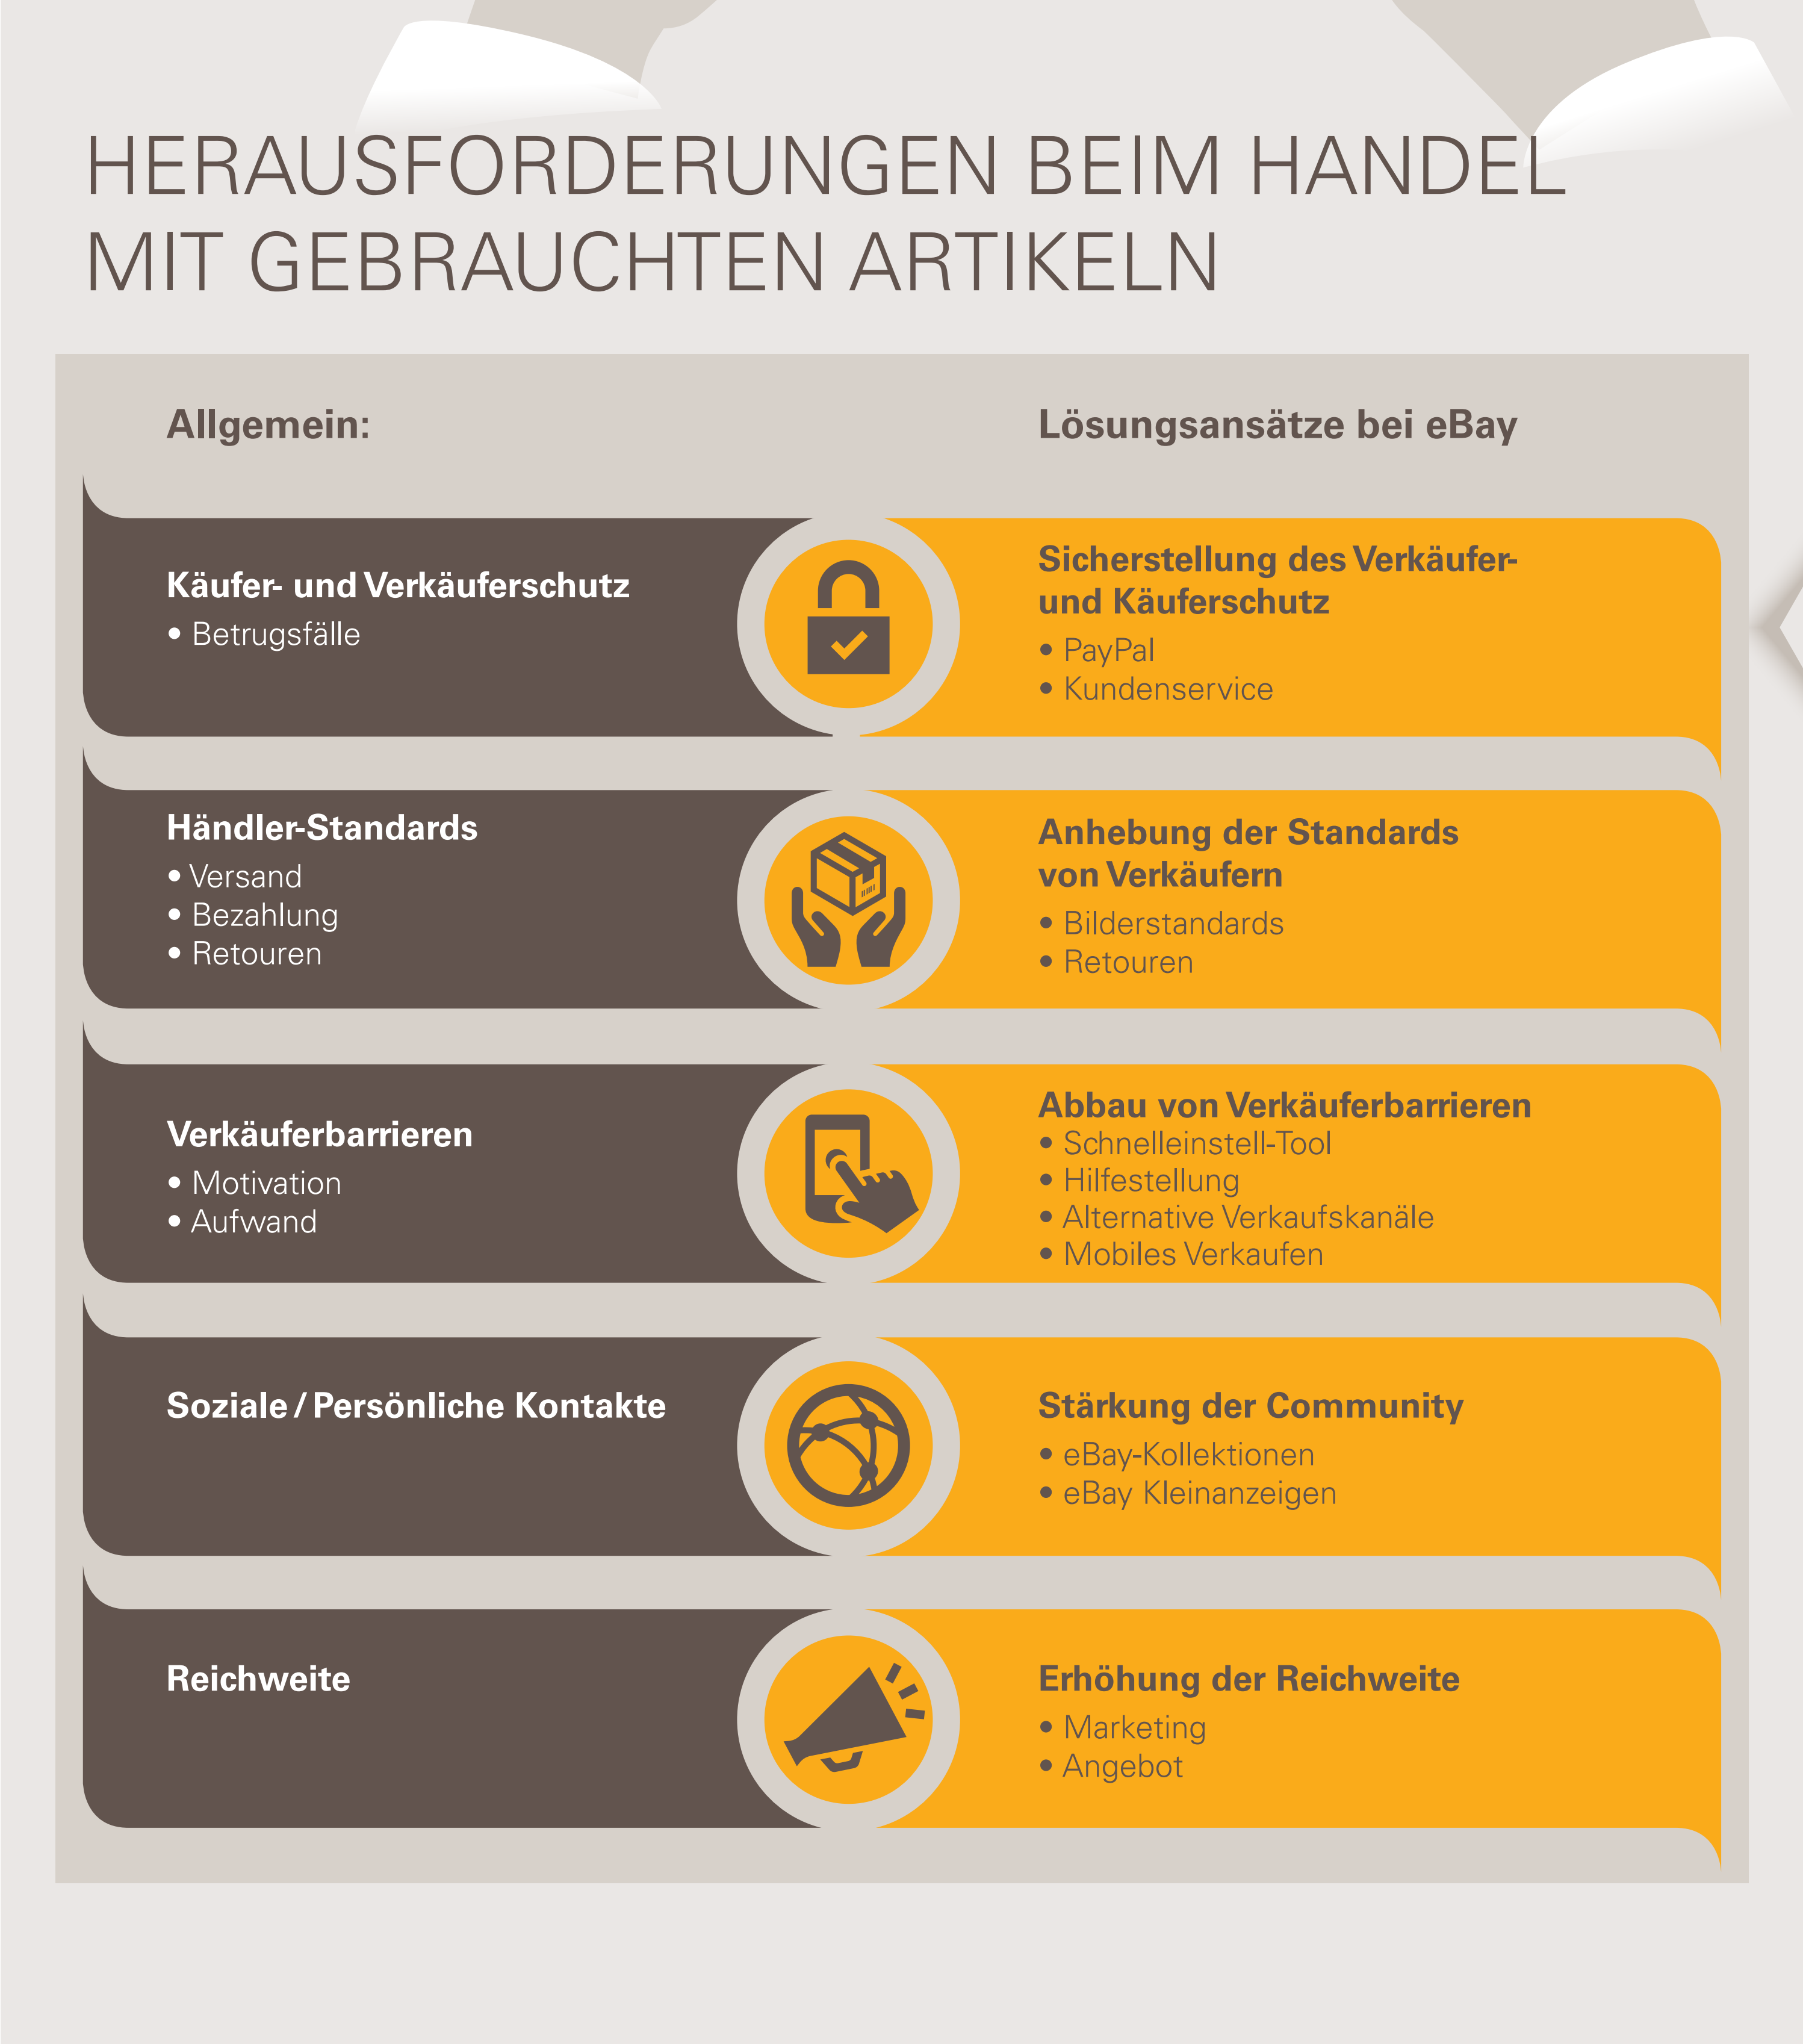 HERAUSFORDERUNGEN BEIM HANDEL
MIT GEBRAUCHTEN ARTIKELN
Allgemein:
Lösungsansätze bei eBay
Käufer- und Verkäuferschutz
• Betrugsfälle
Sicherstellung des Verkäufer-
und Käuferschutz
• PayPal
• Kundenservice
Händler-Standards
• Versand
• Bezahlung
• Retouren
Anhebung der Standards
von Verkäufern
• Bilderstandards
• Retouren
Verkäuferbarrieren
• Motivation
• Aufwand
Abbau von Verkäuferbarrieren
• Schnelleinstell-Tool
• Hilfestellung
• Alternative Verkaufskanäle
• Mobiles Verkaufen
Soziale / Persönliche Kontakte
Stärkung der Community
• eBay-Kollektionen
• eBay Kleinanzeigen
Reichweite
Erhöhung der Reichweite
• Marketing
• Angebot